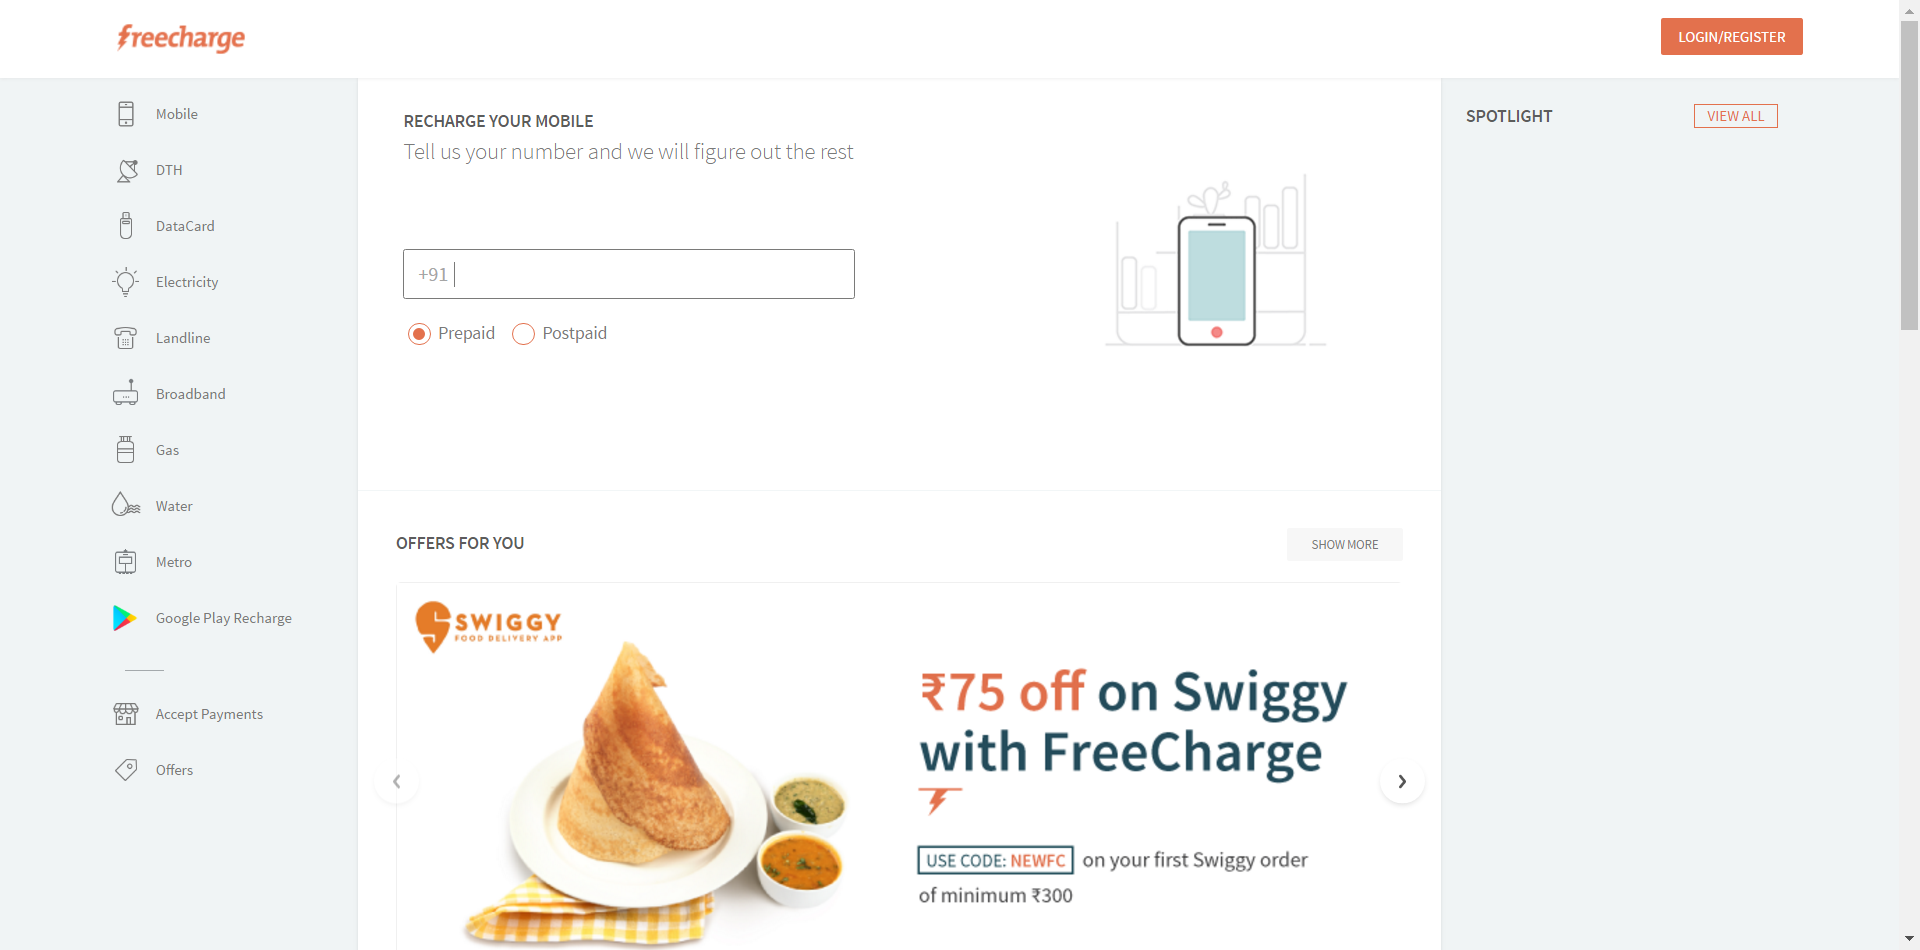 freecharge
LOGIN/REGISTER
Mobile
DTH
DataCard
Electricity
Landline
Broadband
Gas
Water
Metro
Google Play Recharge
Accept Payments
Offers
RECHARGE YOUR MOBILE
Tell us your number and we will figure out the rest
+91
Prepaid Postpaid
SPOTLIGHT VIEW ALL
OFFERS FOR YOU SHOW MORE
SWIGGY
FOOD DELIVERY APP
₹75 off on Swiggy
with FreeCharge
USE CODE: NEWFC on your first Swiggy order
of minimum ₹300